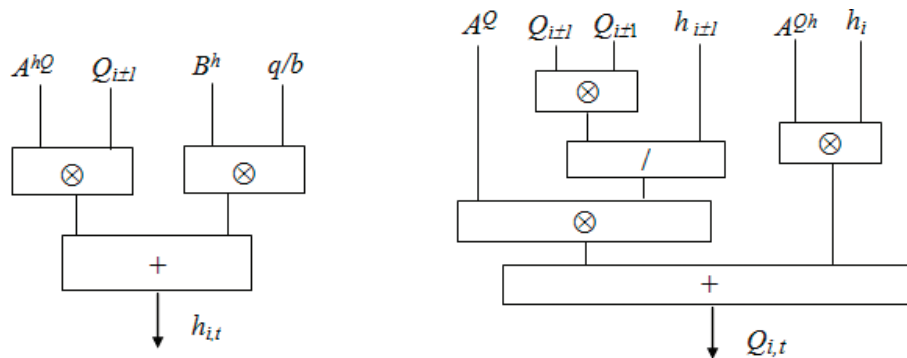 A^{hQ} Q_{i±1} B^h q/b
⊗ ⊗
+
h_{i,t}
A^Q Q_{i±1} Q_{i±1} h_{i±1} A^{Qh} h_i
⊗ ⊗
/
⊗
+
Q_{i,t}